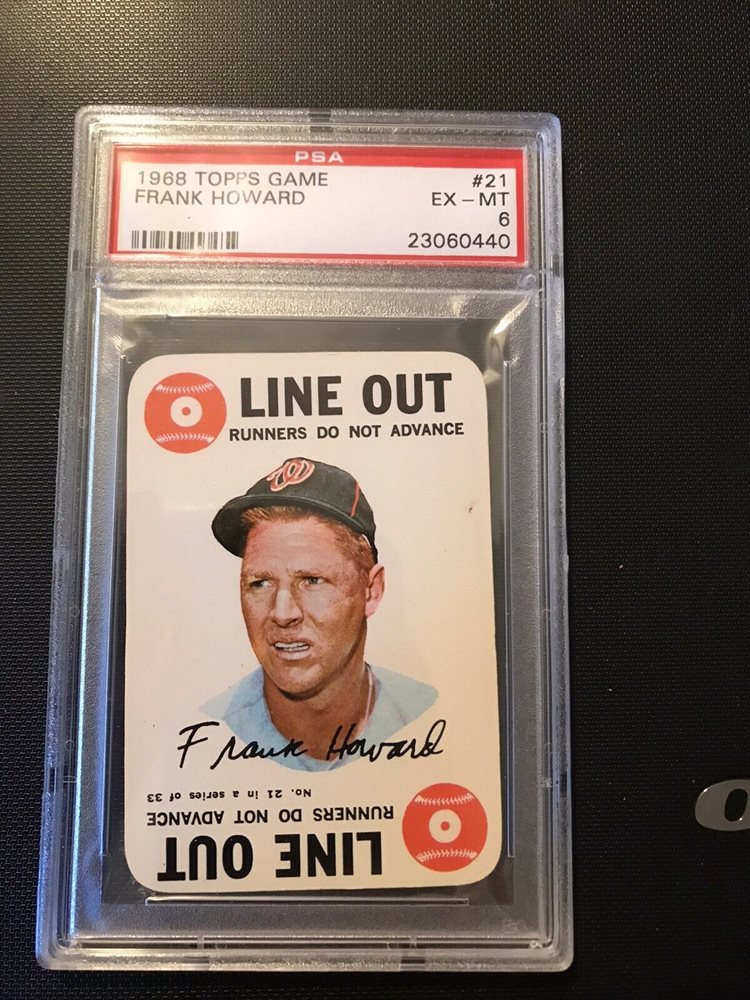 PSA
1968 TOPPS GAME #21
FRANK HOWARD EX – MT
6
23060440
LINE OUT
RUNNERS DO NOT ADVANCE
W
Frank Howard
No. 21 in a series of 33
RUNNERS DO NOT ADVANCE
LINE OUT